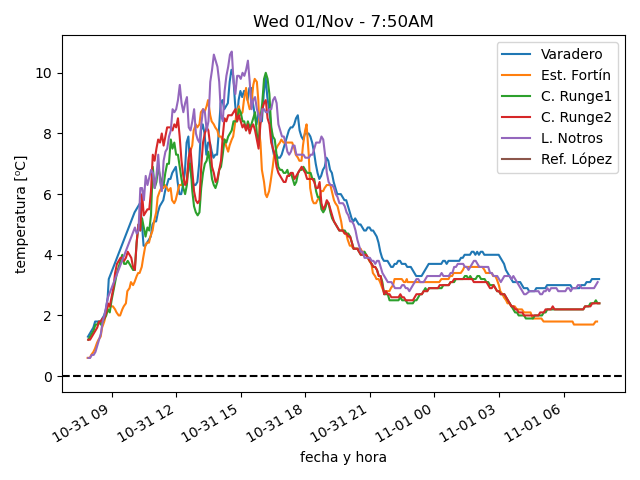 Wed 01/Nov - 7:50AM
temperatura [ºC]
10
8
6
4
2
0
Varadero
Est. Fortín
C. Runge1
C. Runge2
L. Notros
Ref. López
10-31 09
10-31 12
10-31 15
10-31 18
10-31 21
11-01 00
11-01 03
11-01 06
fecha y hora